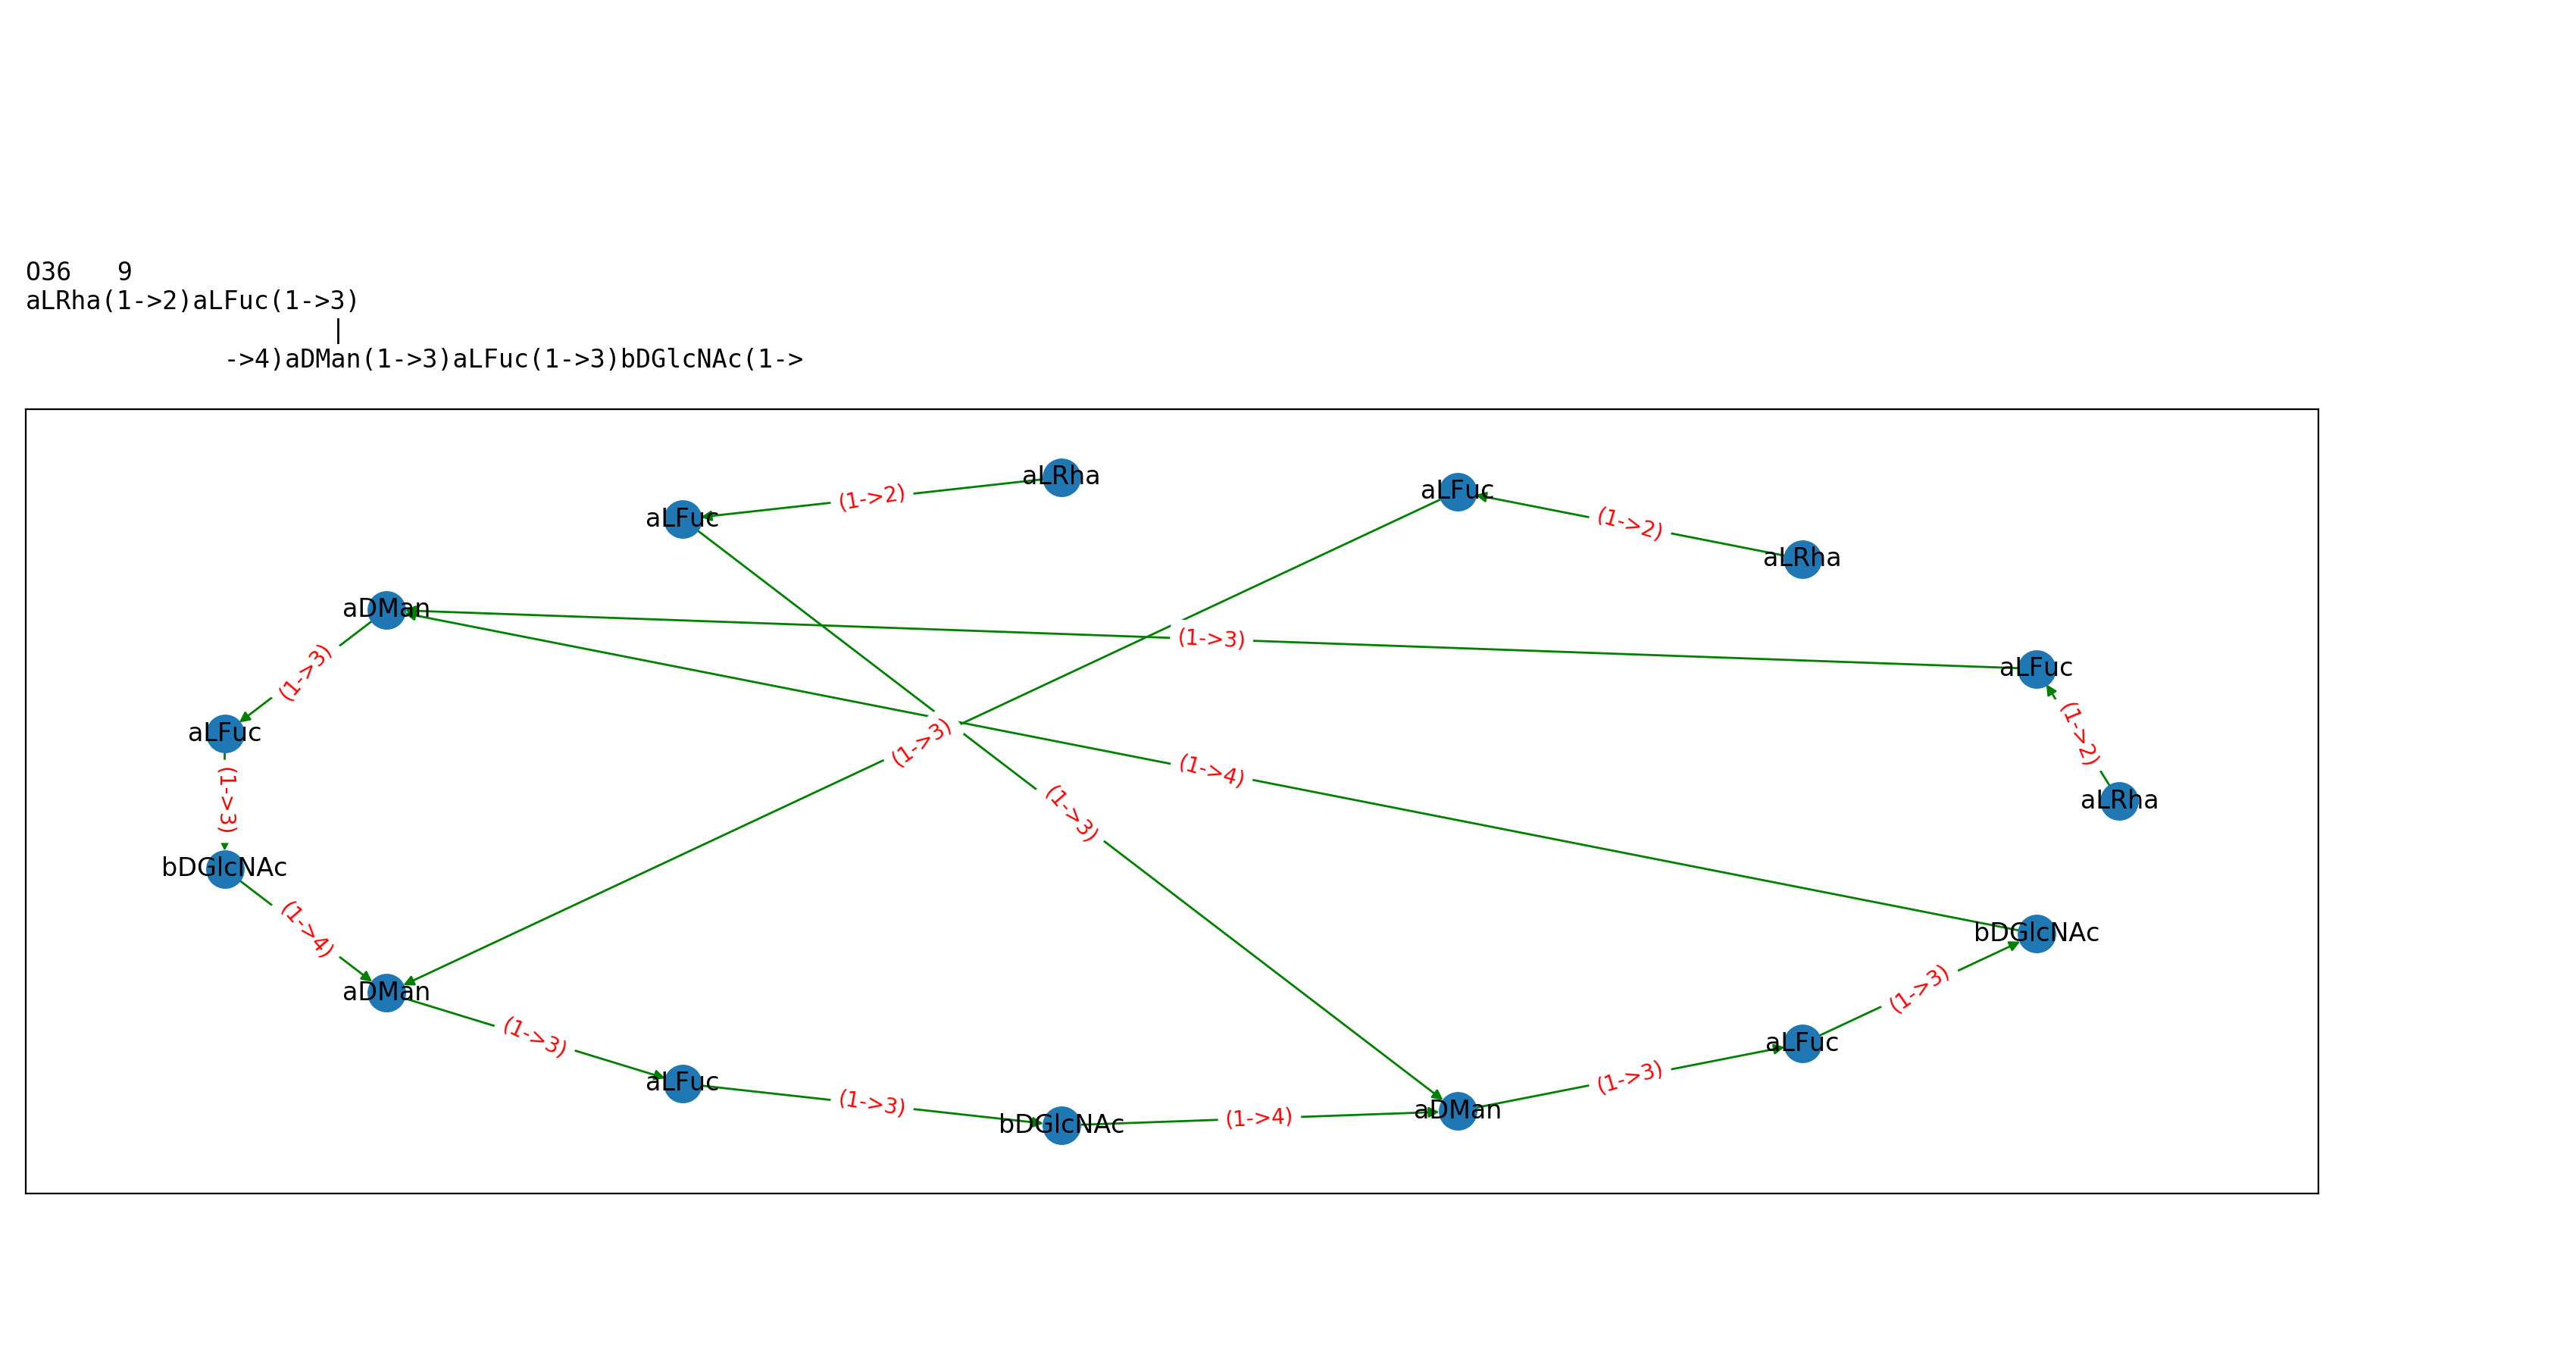 O36   9
aLRha(1->2)aLFuc(1->3)
                    |
             ->4)aDMan(1->3)aLFuc(1->3)bDGlcNAc(1->
aLRha
aLFuc
(1->2)
aLFuc
(1->2)
aLRha
aDMan
(1->3)
aLFuc
(1->3)
aLFuc
(1->2)
(1->3)
(1->4)
(1->3)
aLRha
(1->3)
bDGlcNAc
(1->4)
bDGlcNAc
(1->3)
aDMan
(1->3)
aLFuc
(1->3)
aLFuc
(1->3)
bDGlcNAc
(1->4)
aDMan